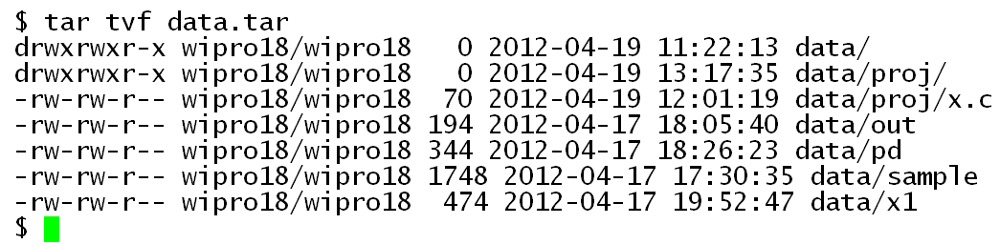 $ tar tvf data.tar
drwxrwxr-x wipro18/wipro18   0 2012-04-19 11:22:13 data/
drwxrwxr-x wipro18/wipro18   0 2012-04-19 13:17:35 data/proj/
-rw-rw-r-- wipro18/wipro18  70 2012-04-19 12:01:19 data/proj/x.c
-rw-rw-r-- wipro18/wipro18 194 2012-04-17 18:05:40 data/out
-rw-rw-r-- wipro18/wipro18 344 2012-04-17 18:26:23 data/pd
-rw-rw-r-- wipro18/wipro18 1748 2012-04-17 17:30:35 data/sample
-rw-rw-r-- wipro18/wipro18  474 2012-04-17 19:52:47 data/x1
$